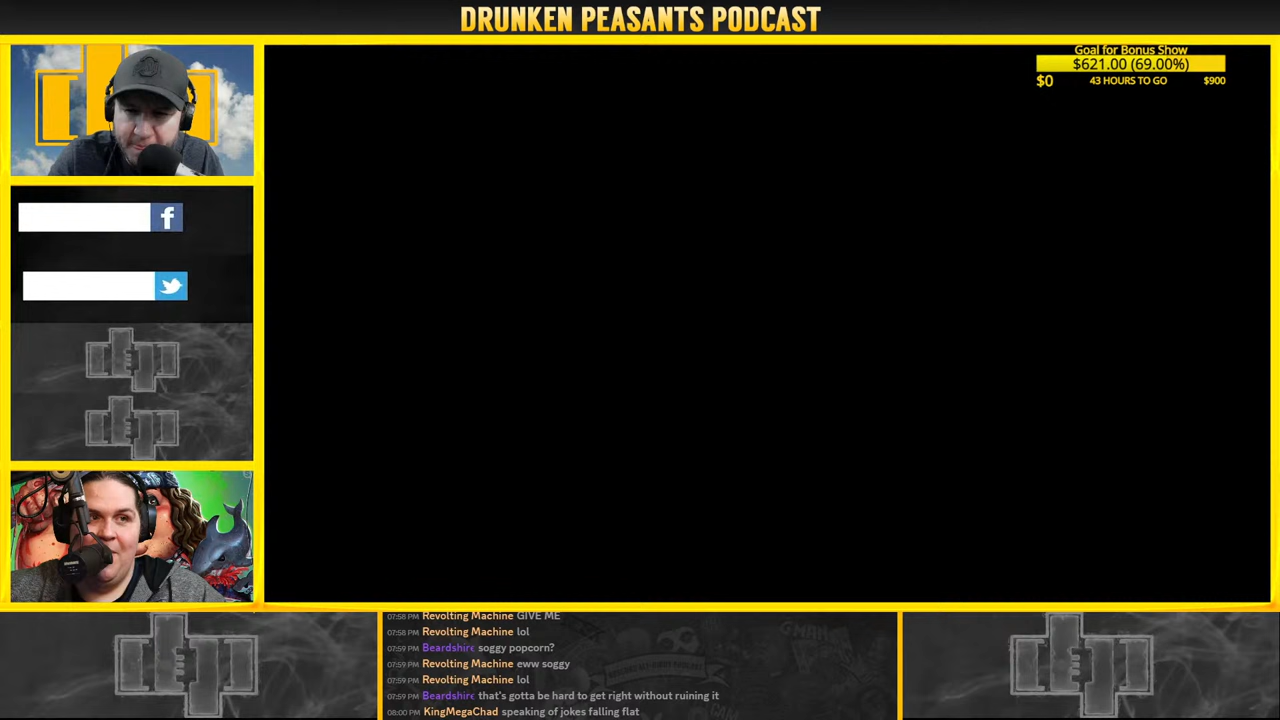 DRUNKEN PEASANTS PODCAST
Goal for Bonus Show
$621.00 (69.00%)
$0 43 HOURS TO GO $900
f
07:58 PM Revolting Machine GIVE ME
07:58 PM Revolting Machine lol
07:59 PM Beardshire soggy popcorn?
07:59 PM Revolting Machine eww soggy
07:59 PM Revolting Machine lol
07:59 PM Beardshire that's gotta be hard to get right without ruining it
08:00 PM KingMegaChad speaking of jokes falling flat